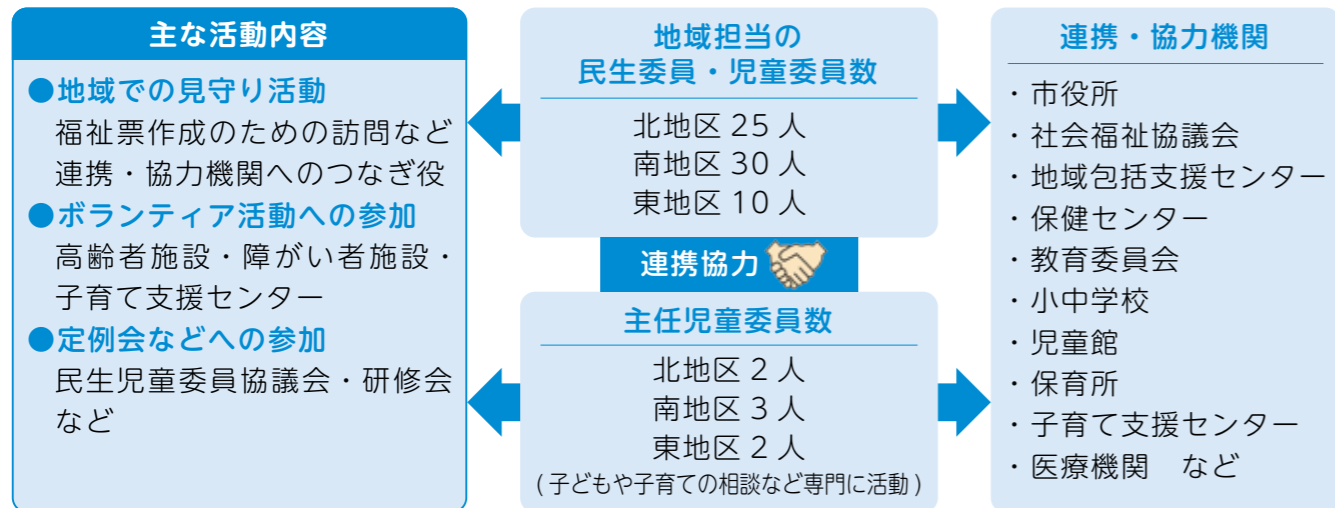 主な活動内容
●地域での見守り活動
福祉票作成のための訪問など
連携・協力機関へのつなぎ役
●ボランティア活動への参加
高齢者施設・障がい者施設・
子育て支援センター
●定例会などへの参加
民生児童委員協議会・研修会
など
地域担当の
民生委員・児童委員数
北地区 25 人
南地区 30 人
東地区 10 人
連携協力
主任児童委員数
北地区 2 人
南地区 3 人
東地区 2 人
(子どもや子育ての相談など専門に活動)
連携・協力機関
・市役所
・社会福祉協議会
・地域包括支援センター
・保健センター
・教育委員会
・小中学校
・児童館
・保育所
・子育て支援センター
・医療機関　など